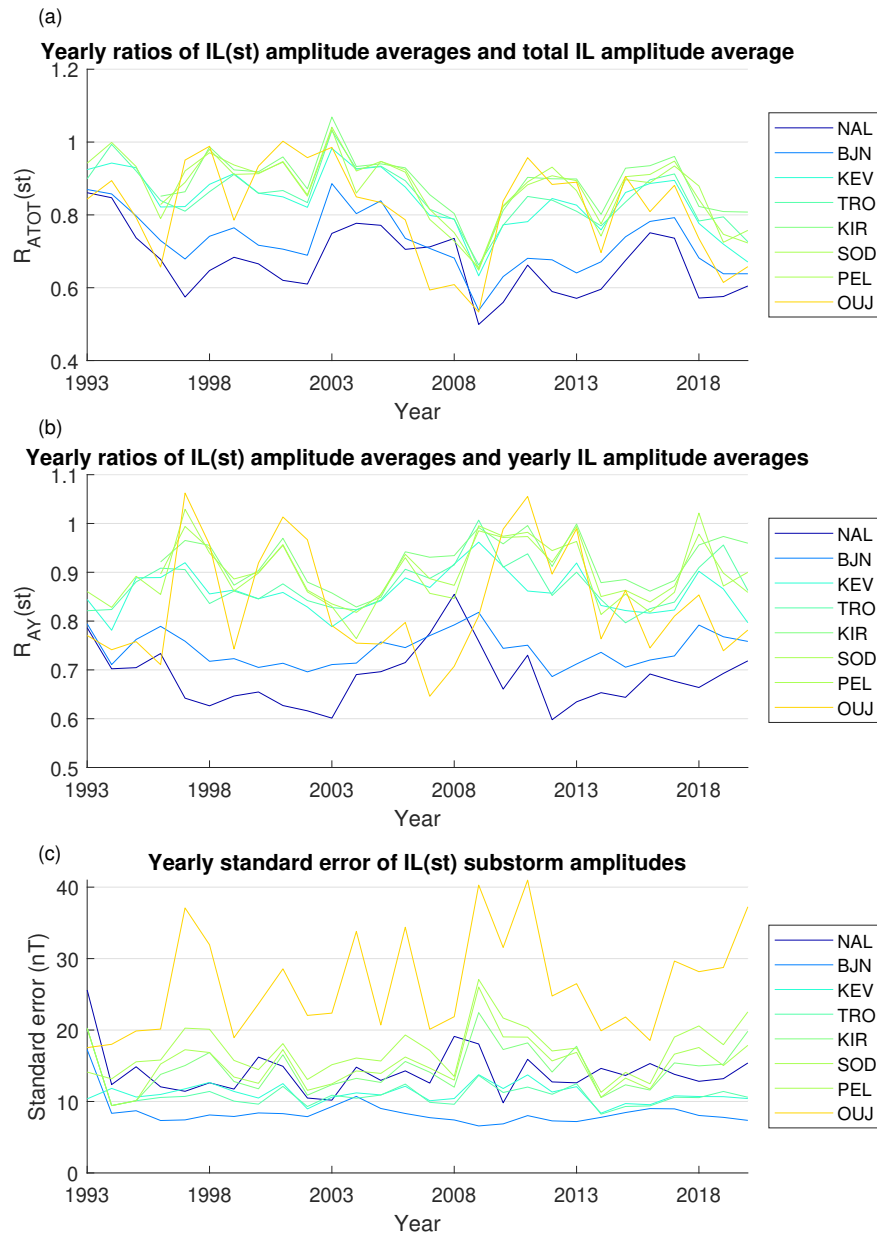 (a)
Yearly ratios of IL(st) amplitude averages and total IL amplitude average
1.2
1
0.8
0.6
0.4
R_ATOT(st)
1993 1998 2003 2008 2013 2018
Year
NAL
BJN
KEV
TRO
KIR
SOD
PEL
OUJ
(b)
Yearly ratios of IL(st) amplitude averages and yearly IL amplitude averages
1.1
1
0.9
0.8
0.7
0.6
0.5
R_AY(st)
1993 1998 2003 2008 2013 2018
Year
NAL
BJN
KEV
TRO
KIR
SOD
PEL
OUJ
(c)
Yearly standard error of IL(st) substorm amplitudes
40
30
20
10
0
Standard error (nT)
1993 1998 2003 2008 2013 2018
Year
NAL
BJN
KEV
TRO
KIR
SOD
PEL
OUJ